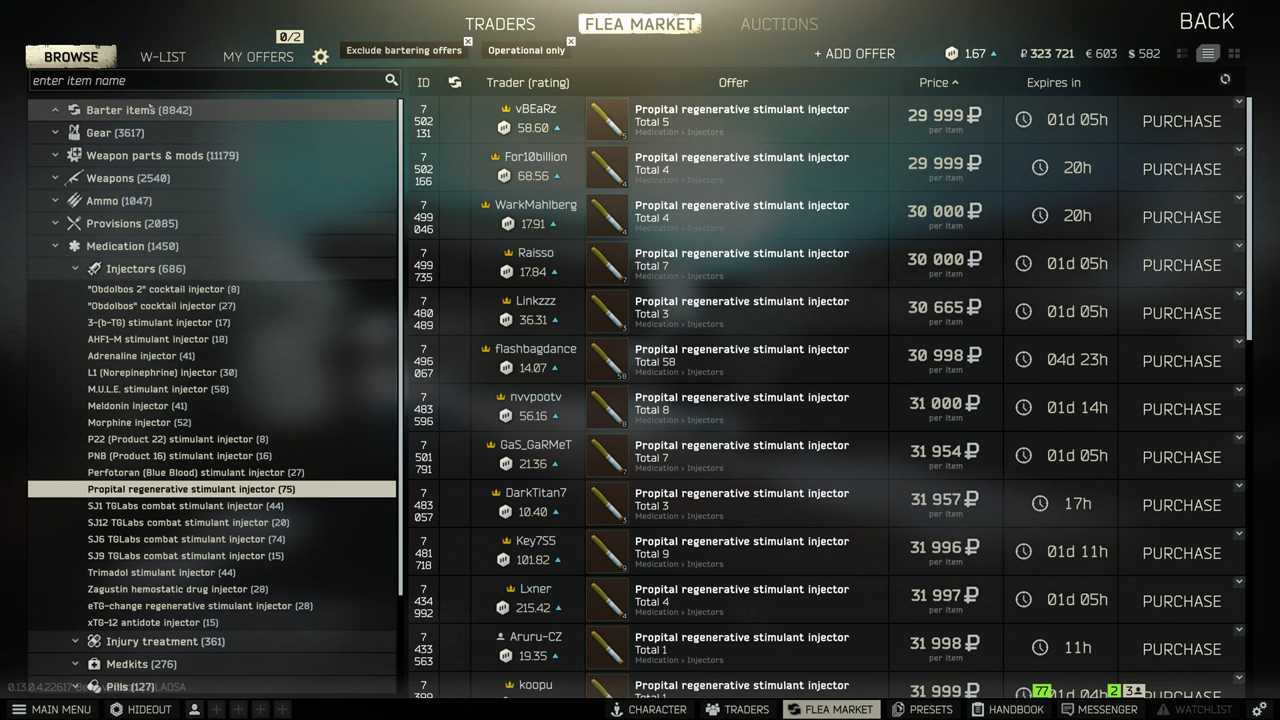 TRADERS FLEA MARKET AUCTIONS BACK
0/2
BROWSE W-LIST MY OFFERS Exclude bartering offers Operational only + ADD OFFER 1.67 ₽ 323 721 € 603 $ 582
enter item name
ID Trader (rating) Offer Price Expires in
Barter items (8842)
Gear (3617)
Weapon parts & mods (11179)
Weapons (2540)
Ammo (1047)
Provisions (2085)
Medication (1450)
Injectors (686)
"Obdolbos 2" cocktail injector (8)
"Obdolbos" cocktail injector (27)
3-(b-TG) stimulant injector (17)
AHF1-M stimulant injector (18)
Adrenaline injector (41)
L1 (Norepinephrine) injector (30)
M.U.L.E. stimulant injector (58)
Meldonin injector (41)
Morphine injector (52)
P22 (Product 22) stimulant injector (8)
PNB (Product 16) stimulant injector (16)
Perfotoran (Blue Blood) stimulant injector (27)
Propital regenerative stimulant injector (75)
SJ1 TGLabs combat stimulant injector (44)
SJ12 TGLabs combat stimulant injector (20)
SJ6 TGLabs combat stimulant injector (74)
SJ9 TGLabs combat stimulant injector (15)
Trimadol stimulant injector (44)
Zagustin hemostatic drug injector (28)
eTG-change regenerative stimulant injector (28)
xTG-12 antidote injector (15)
Injury treatment (361)
Medkits (276)
Pills (127)
7 502 131 vBEaRz 58.60 5 Propital regenerative stimulant injector
Total 5
Medication > Injectors
29 999 ₽ per item 01d 05h PURCHASE
7 502 166 For10billion 68.56 4 Propital regenerative stimulant injector
Total 4
Medication > Injectors
29 999 ₽ per item 20h PURCHASE
7 499 046 WarkMahlberg 17.91 4 Propital regenerative stimulant injector
Total 4
Medication > Injectors
30 000 ₽ per item 20h PURCHASE
7 499 735 Raisso 17.84 7 Propital regenerative stimulant injector
Total 7
Medication > Injectors
30 000 ₽ per item 01d 05h PURCHASE
7 480 489 Linkzzz 36.31 3 Propital regenerative stimulant injector
Total 3
Medication > Injectors
30 665 ₽ per item 01d 05h PURCHASE
7 496 067 flashbagdance 14.07 58 Propital regenerative stimulant injector
Total 58
Medication > Injectors
30 998 ₽ per item 04d 23h PURCHASE
7 483 596 nvvpootv 56.16 8 Propital regenerative stimulant injector
Total 8
Medication > Injectors
31 000 ₽ per item 01d 14h PURCHASE
7 501 791 GaS_GaRMeT 21.36 7 Propital regenerative stimulant injector
Total 7
Medication > Injectors
31 954 ₽ per item 01d 05h PURCHASE
7 483 057 DarkTitan7 10.40 3 Propital regenerative stimulant injector
Total 3
Medication > Injectors
31 957 ₽ per item 17h PURCHASE
7 481 718 Key7S5 101.82 9 Propital regenerative stimulant injector
Total 9
Medication > Injectors
31 996 ₽ per item 01d 11h PURCHASE
7 434 992 Lxner 215.42 4 Propital regenerative stimulant injector
Total 4
Medication > Injectors
31 997 ₽ per item 01d 05h PURCHASE
7 433 563 Aruru-CZ 19.35 Propital regenerative stimulant injector
Total 1
Medication > Injectors
31 998 ₽ per item 11h PURCHASE
7 koopu Propital regenerative stimulant injector
31 999 ₽ PURCHASE
77 2 3
MAIN MENU HIDEOUT CHARACTER TRADERS FLEA MARKET PRESETS HANDBOOK MESSENGER WATCHLIST